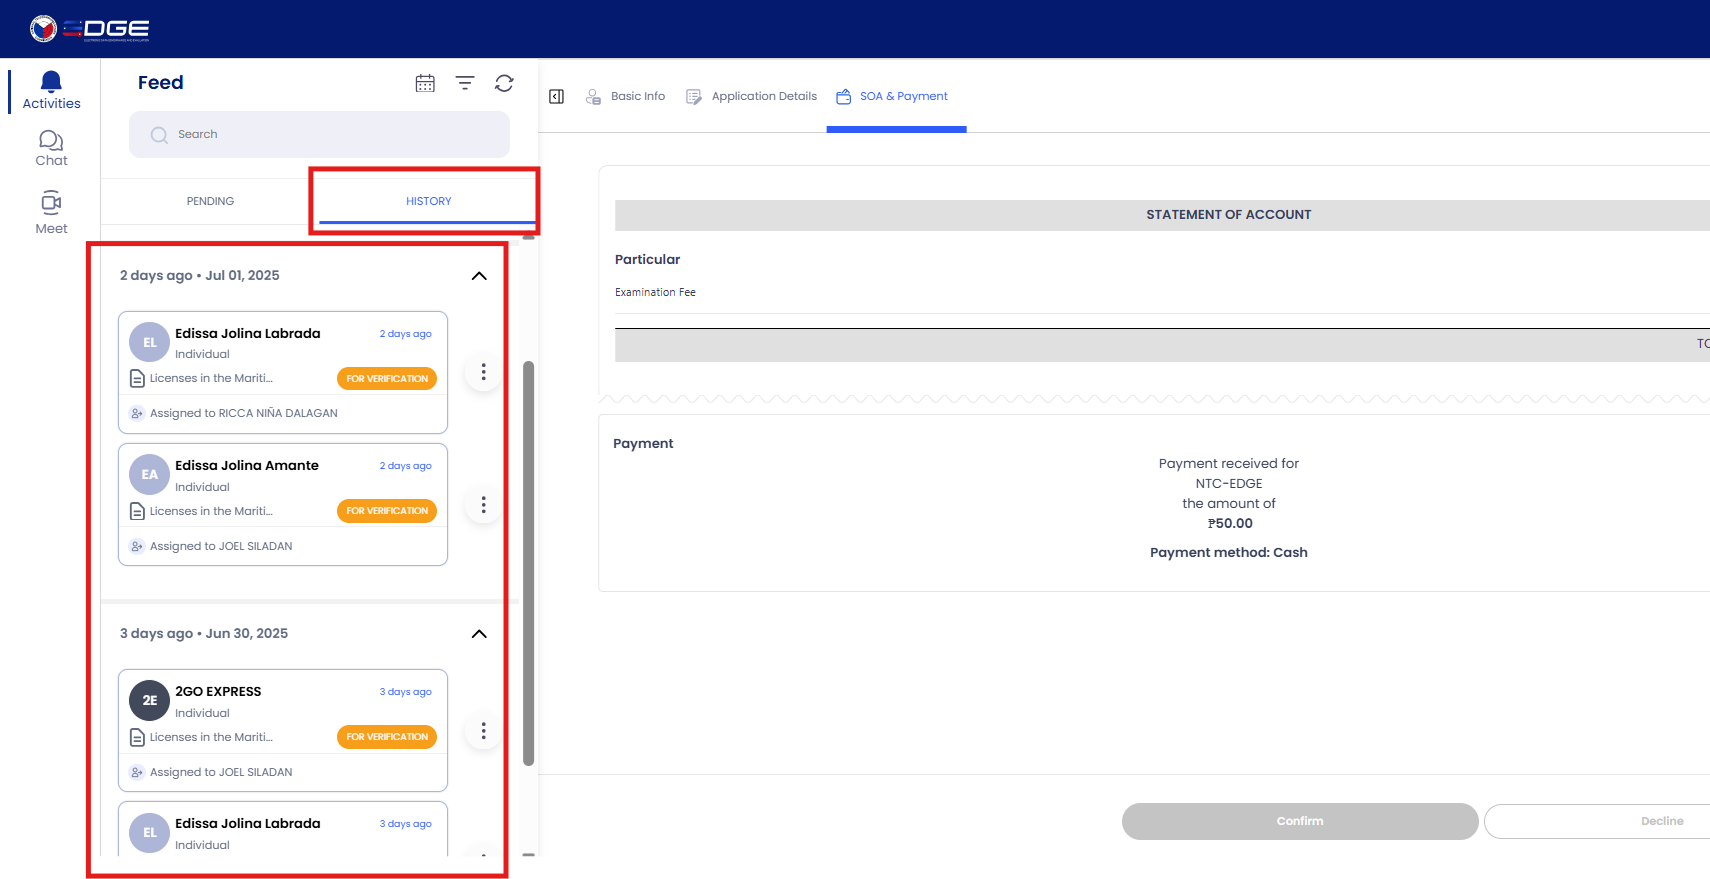 EDGE
Activities
Chat
Meet
Feed
Search
PENDING
HISTORY
2 days ago • Jul 01, 2025
EL
Edissa Jolina Labrada
2 days ago
Individual
Licenses in the Mariti...
FOR VERIFICATION
Assigned to RICCA NIÑA DALAGAN
EA
Edissa Jolina Amante
2 days ago
Individual
Licenses in the Mariti...
FOR VERIFICATION
Assigned to JOEL SILADAN
3 days ago • Jun 30, 2025
2E
2GO EXPRESS
3 days ago
Individual
Licenses in the Mariti...
FOR VERIFICATION
Assigned to JOEL SILADAN
EL
Edissa Jolina Labrada
3 days ago
Individual
Basic Info
Application Details
SOA & Payment
STATEMENT OF ACCOUNT
Particular
Examination Fee
TO
Payment
Payment received for
NTC-EDGE
the amount of
₱50.00
Payment method: Cash
Confirm
Decline